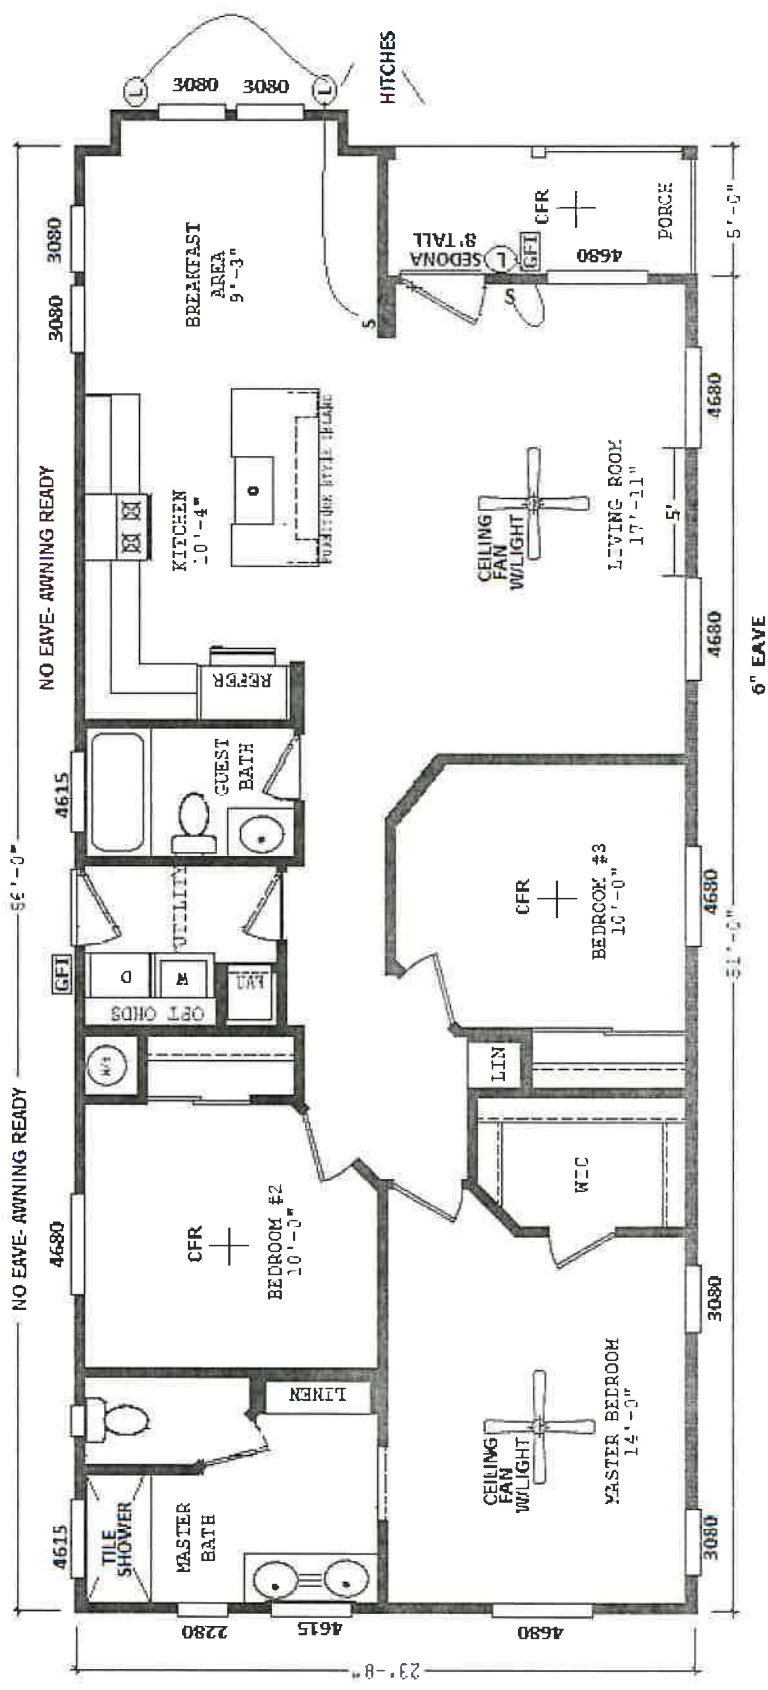 HITCHES
3080
3080
L
L
56'-0"
NO EAVE- AWNING READY
NO EAVE- AWNING READY
4615
4680
GFI
4615
3080
3080
TILE
SHOWER
MASTER
BATH
LINEN
BEDROOM #2
10'-0"
CFR
W/H
OPT OHDS
W
D
UTILITY
GUEST
BATH
REFER
KITCHEN
10'-4"
FURNITURE STYLE ISLAND
BREAKFAST
AREA
9'-3"
S
2280
4615
4680
23'-8"
CEILING
FAN
W/LIGHT
MASTER BEDROOM
14'-0"
WIC
LIN
BEDROOM #3
10'-0"
CFR
CEILING
FAN
W/LIGHT
LIVING ROOM
17'-11"
5'
SEDONA
8' TALL
L
GFI
S
4680
CFR
PORCH
3080
3080
4680
4680
4680
51'-0"
5'-0"
6" EAVE